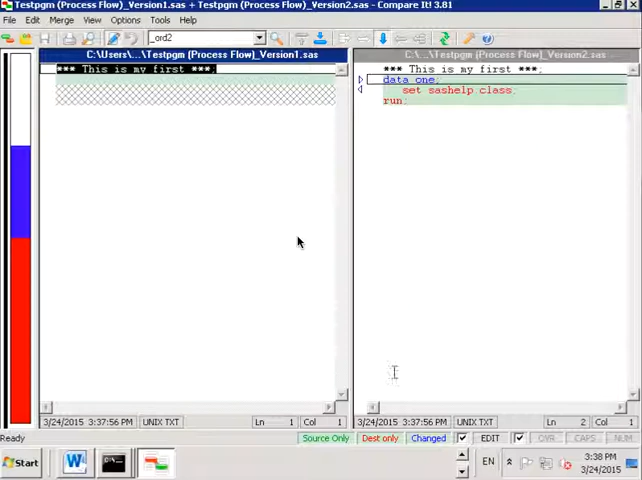 Testpgm (Process Flow)_Version1.sas + Testpgm (Process Flow)_Version2.sas - Compare It! 3.81
File Edit Merge View Options Tools Help
_ord2
C:\Users\...\Testpgm (Process Flow)_Version1.sas
C:\...\Testpgm (Process Flow)_Version2.sas
*** This is my first ***;
*** This is my first ***;
data one;
set sashelp.class;
run;
3/24/2015 3:37:56 UNIX TXT Ln 1 Col 1
3/24/2015 3:37:56 UNIX TXT Ln 2 Col 1
Ready Source Only Dest only Changed EDIT OVR CAPS SCROLL
Start W C:\. EN 3:38 PM
3/24/2015